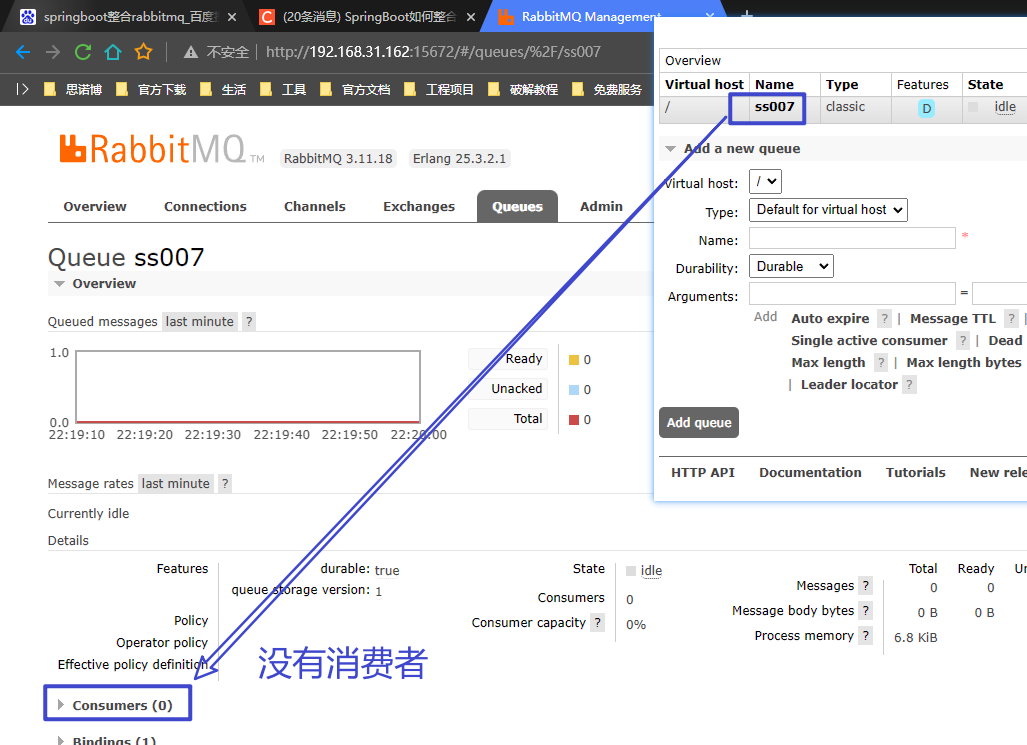 springboot整合rabbitmq_百度
(20条消息) SpringBoot如何整合
RabbitMQ Management
不安全 http://192.168.31.162:15672/#/queues/%2F/ss007
思诺博 官方下载 生活 工具 官方文档 工程项目 破解教程 免费服务
RabbitMQ TM RabbitMQ 3.11.18 Erlang 25.3.2.1
Overview Connections Channels Exchanges Queues Admin
Queue ss007
Overview
Queued messages last minute ?
1.0
0.0
22:19:10 22:19:20 22:19:30 22:19:40 22:19:50 22:20:00
Ready 0
Unacked 0
Total 0
Message rates last minute ?
Currently idle
Details
Features durable: true
queue storage version: 1
Policy
Operator policy
Effective policy definition
State idle
Consumers 0
Consumer capacity ? 0%
Total Ready
Messages ? 0 0
Message body bytes ? 0 B 0 B
Process memory ? 6.8 KiB
没有消费者
Consumers (0)
Bindings (1)
Overview
Virtual host Name Type Features State
/ ss007 classic D idle
Add a new queue
Virtual host: /
Type: Default for virtual host
Name: *
Durability: Durable
Arguments: =
Add Auto expire ? | Message TTL ? |
Single active consumer ? | Dead
Max length ? | Max length bytes
| Leader locator ?
Add queue
HTTP API Documentation Tutorials New rele